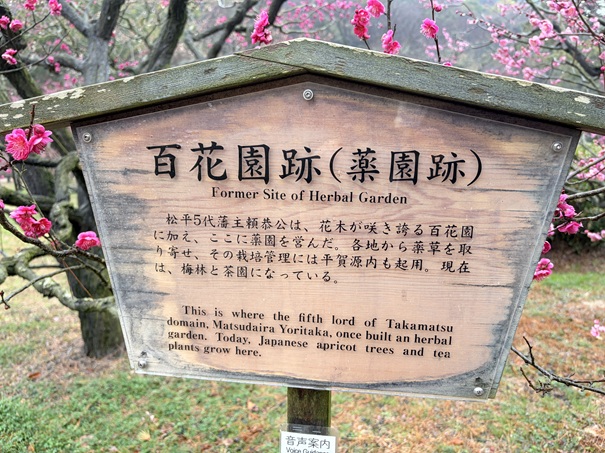 百花園跡(薬園跡)
Former Site of Herbal Garden
松平5代藩主頼恭公は、花木が咲き誇る百花園
に加え、ここに薬園を営んだ。各地から薬草を取
り寄せ、その栽培管理には平賀源内も起用。現在
は、梅林と茶園になっている。
This is where the fifth lord of Takamatsu
domain, Matsudaira Yoritaka, once built an herbal
garden. Today, Japanese apricot trees and tea
plants grow here.
音声案内
Voice Guidance